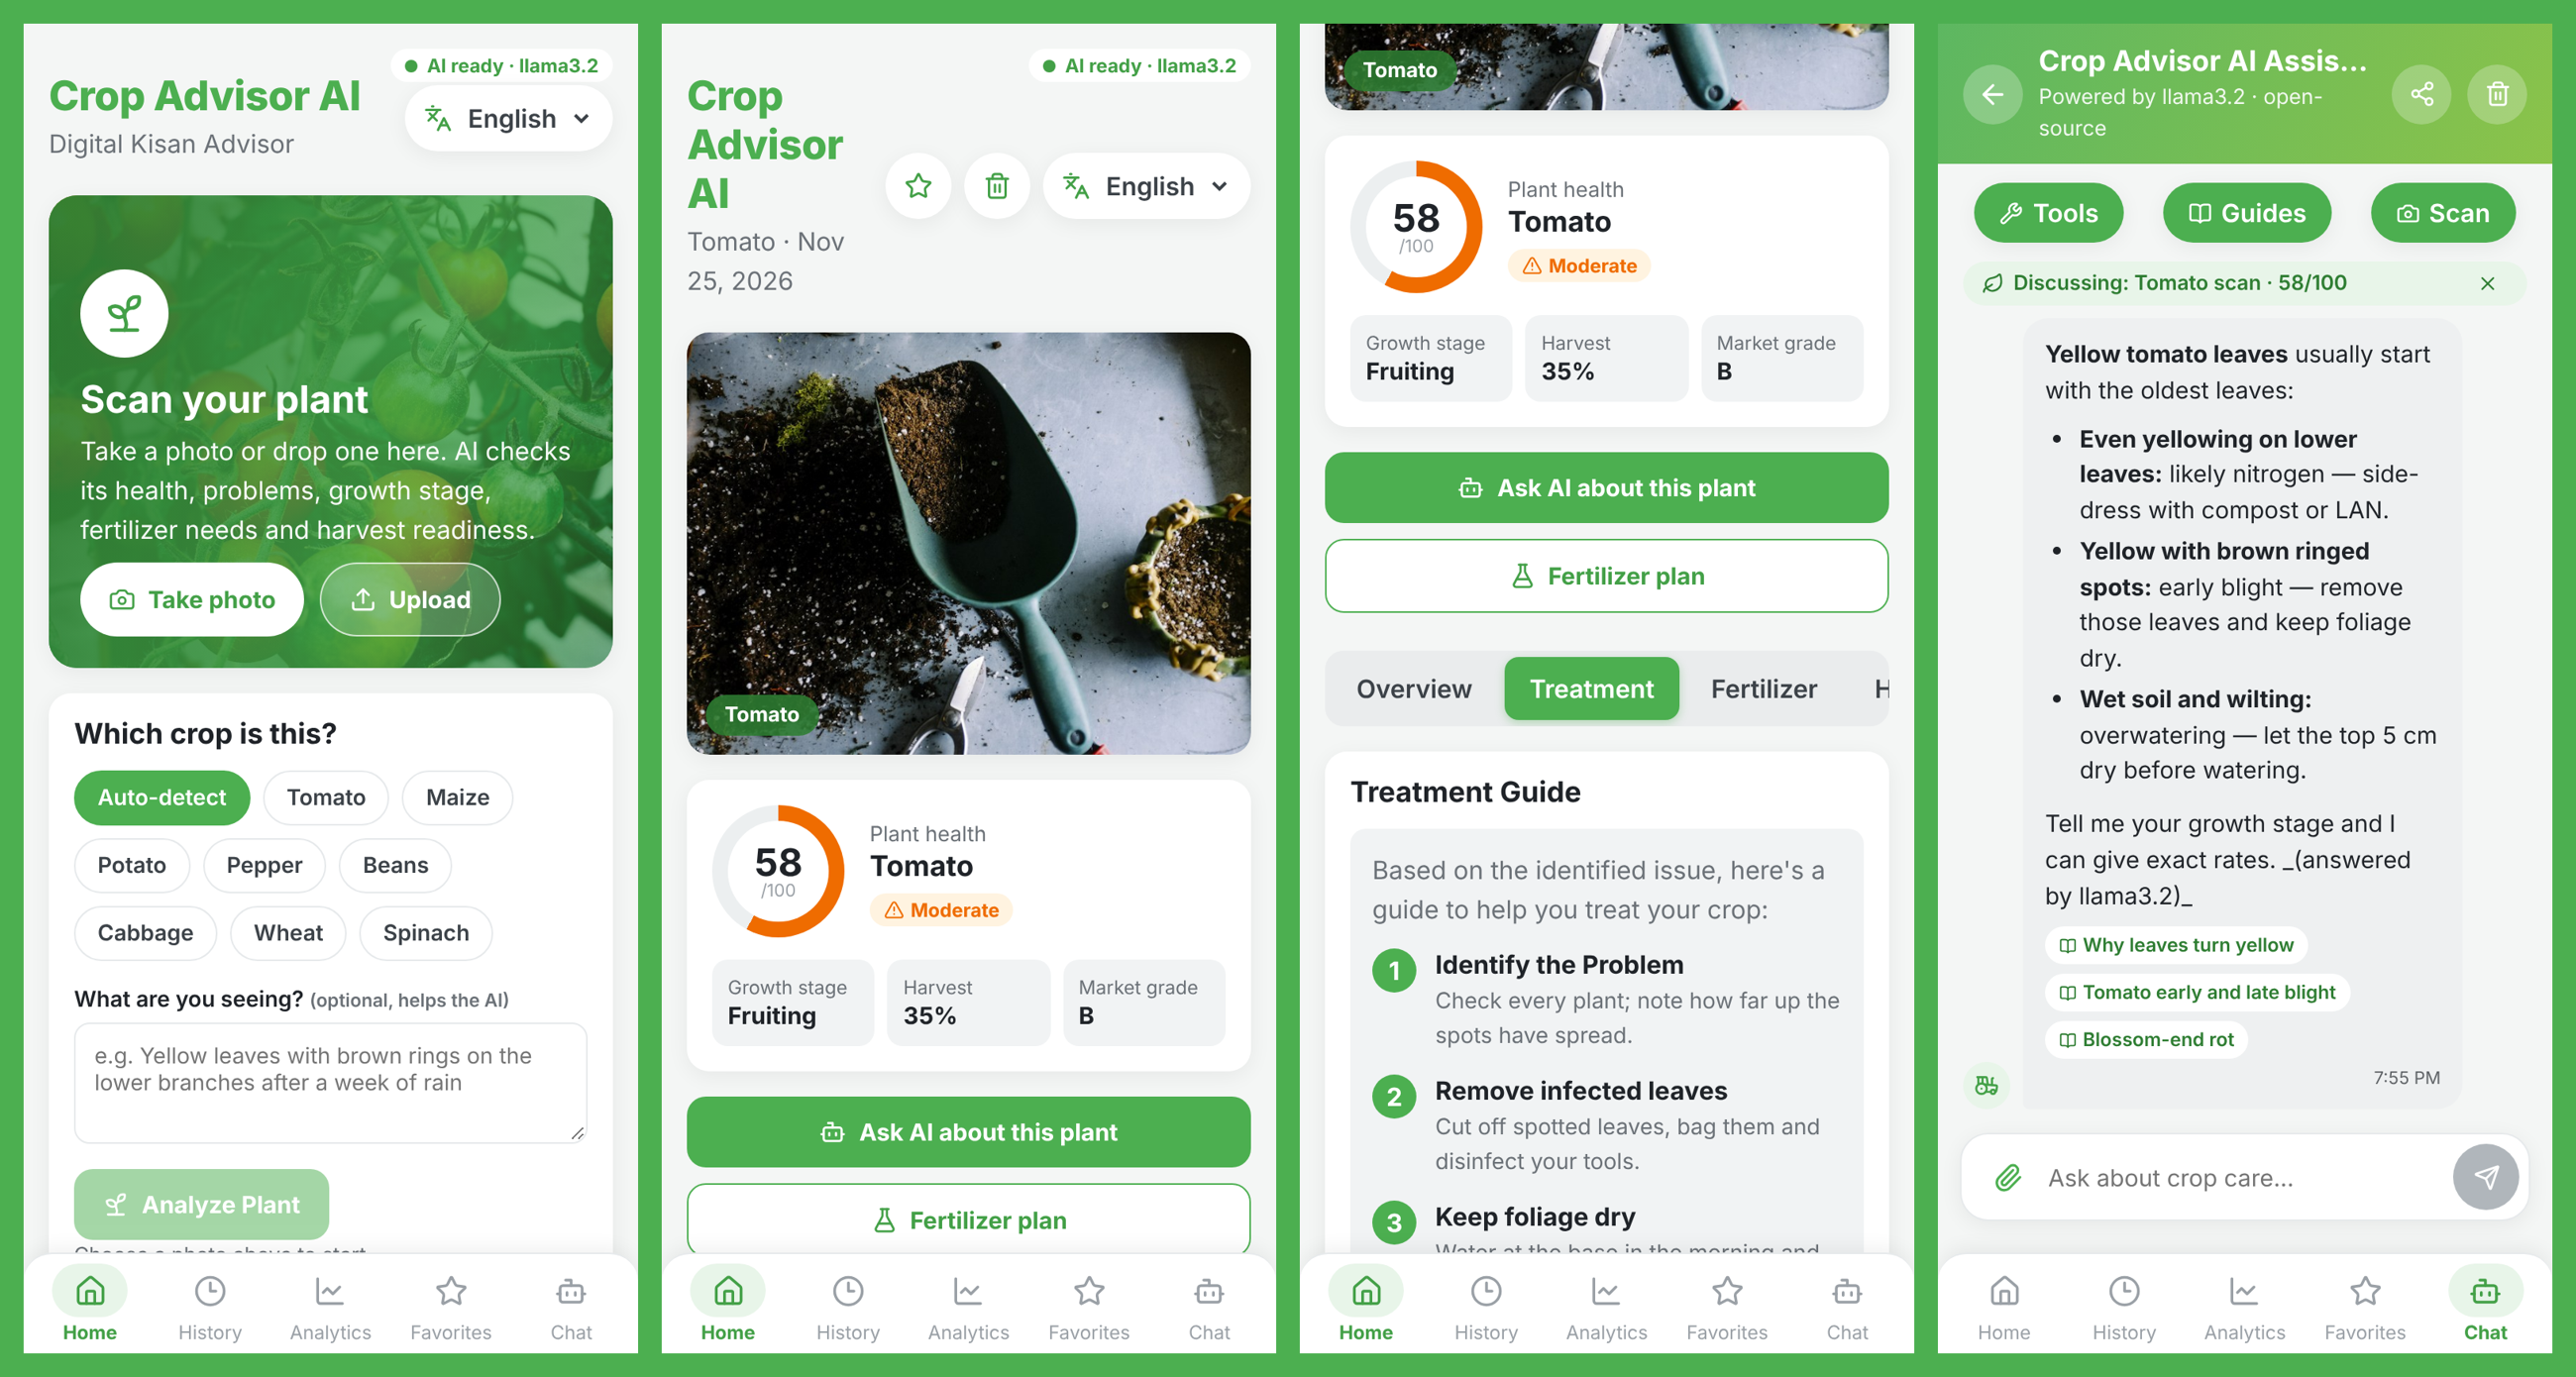 AI ready · llama3.2
Crop Advisor AI
Digital Kisan Advisor
English
Scan your plant
Take a photo or drop one here. AI checks
its health, problems, growth stage,
fertilizer needs and harvest readiness.
Take photo
Upload
Which crop is this?
Auto-detect
Tomato
Maize
Potato
Pepper
Beans
Cabbage
Wheat
Spinach
What are you seeing? (optional, helps the AI)
e.g. Yellow leaves with brown rings on the
lower branches after a week of rain
Analyze Plant
Choose a photo above to start
Home
History
Analytics
Favorites
Chat
AI ready · llama3.2
Crop
Advisor
AI
Tomato · Nov
25, 2026
English
Tomato
58
/100
Plant health
Tomato
Moderate
Growth stage
Fruiting
Harvest
35%
Market grade
B
Ask AI about this plant
Fertilizer plan
Home
History
Analytics
Favorites
Chat
Tomato
58
/100
Plant health
Tomato
Moderate
Growth stage
Fruiting
Harvest
35%
Market grade
B
Ask AI about this plant
Fertilizer plan
Overview
Treatment
Fertilizer
H
Treatment Guide
Based on the identified issue, here's a
guide to help you treat your crop:
1
Identify the Problem
Check every plant; note how far up the
spots have spread.
2
Remove infected leaves
Cut off spotted leaves, bag them and
disinfect your tools.
3
Keep foliage dry
Water at the base in the morning and
Home
History
Analytics
Favorites
Chat
Crop Advisor AI Assis...
Powered by llama3.2 · open-
source
Tools
Guides
Scan
Discussing: Tomato scan · 58/100
Yellow tomato leaves usually start
with the oldest leaves:
• Even yellowing on lower
leaves: likely nitrogen — side-
dress with compost or LAN.
• Yellow with brown ringed
spots: early blight — remove
those leaves and keep foliage
dry.
• Wet soil and wilting:
overwatering — let the top 5 cm
dry before watering.
Tell me your growth stage and I
can give exact rates. _(answered
by llama3.2)_
Why leaves turn yellow
Tomato early and late blight
Blossom-end rot
7:55 PM
Ask about crop care...
Home
History
Analytics
Favorites
Chat